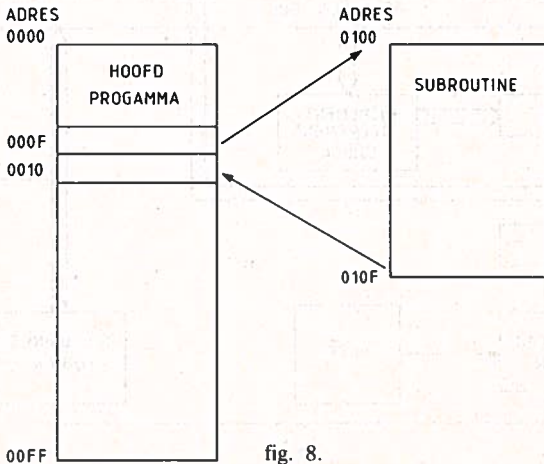 ADRES
0000
HOOFD
PROGAMMA
000F
0010
00FF
ADRES
0100
SUBROUTINE
010F
fig. 8.